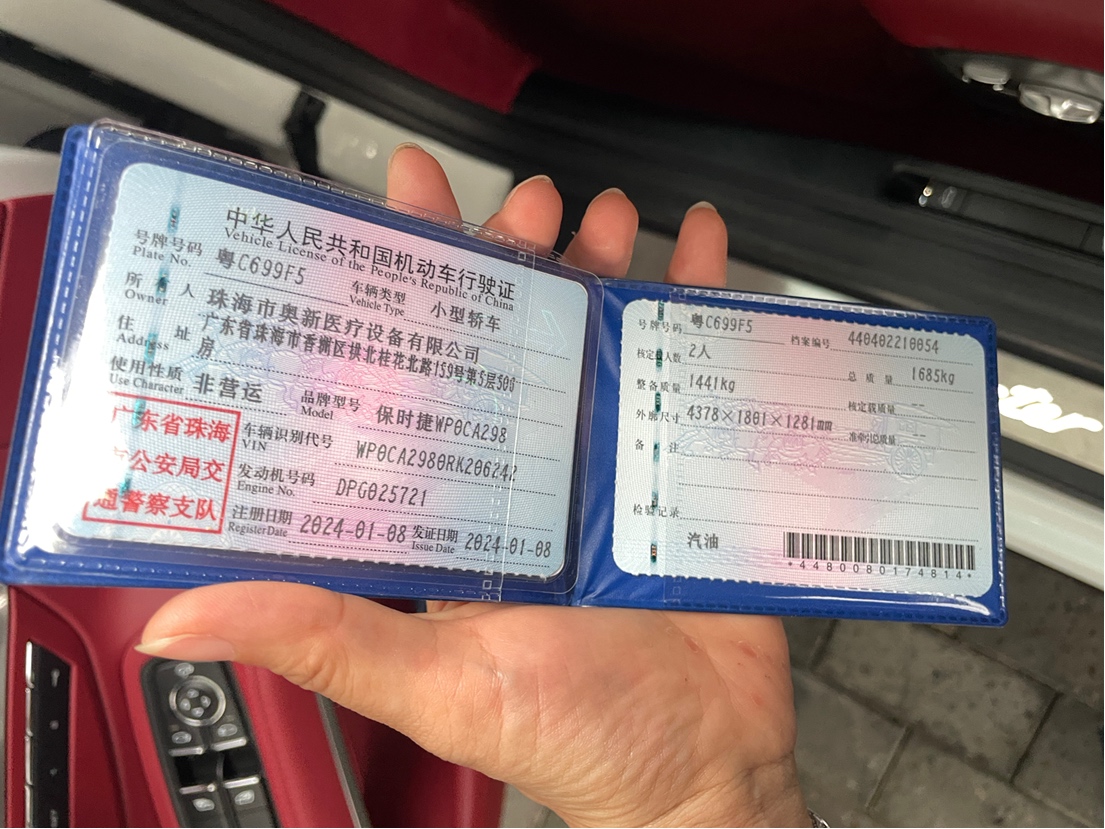 中华人民共和国机动车行驶证
Vehicle License of the People's Republic of China
号牌号码 粤C699F5 车辆类型 小型轿车
Plate No. Vehicle Type
所有人 珠海市奥新医疗设备有限公司
Owner
住址 广东省珠海市香洲区拱北桂花北路159号第5层508
Address 房
使用性质 非营运 品牌型号 保时捷WP0CA298
Use Character Model
广东省珠海
市公安局交
通警察支队
车辆识别代号 WP0CA2980RK206242
VIN
发动机号码 DPG025721
Engine No.
注册日期 2024-01-08 发证日期 2024-01-08
Register Date Issue Date
号牌号码 粤C699F5 档案编号 440402210054
核定载人数 2人 总质量 1685kg
整备质量 1441kg 核定载质量 --
外廓尺寸 4378×1801×1281mm 准牵引总质量 --
备注
检验记录
汽油
*4480080174814*